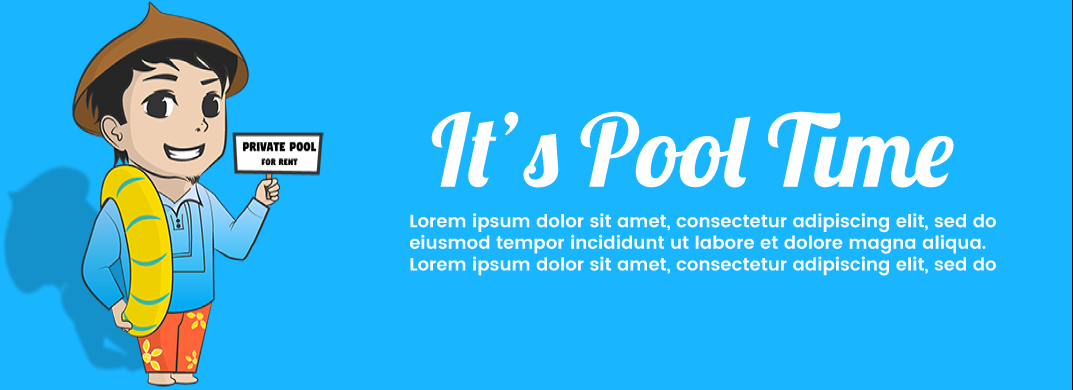 PRIVATE POOL
FOR RENT
It's Pool Time
Lorem ipsum dolor sit amet, consectetur adipiscing elit, sed do
eiusmod tempor incididunt ut labore et dolore magna aliqua.
Lorem ipsum dolor sit amet, consectetur adipiscing elit, sed do